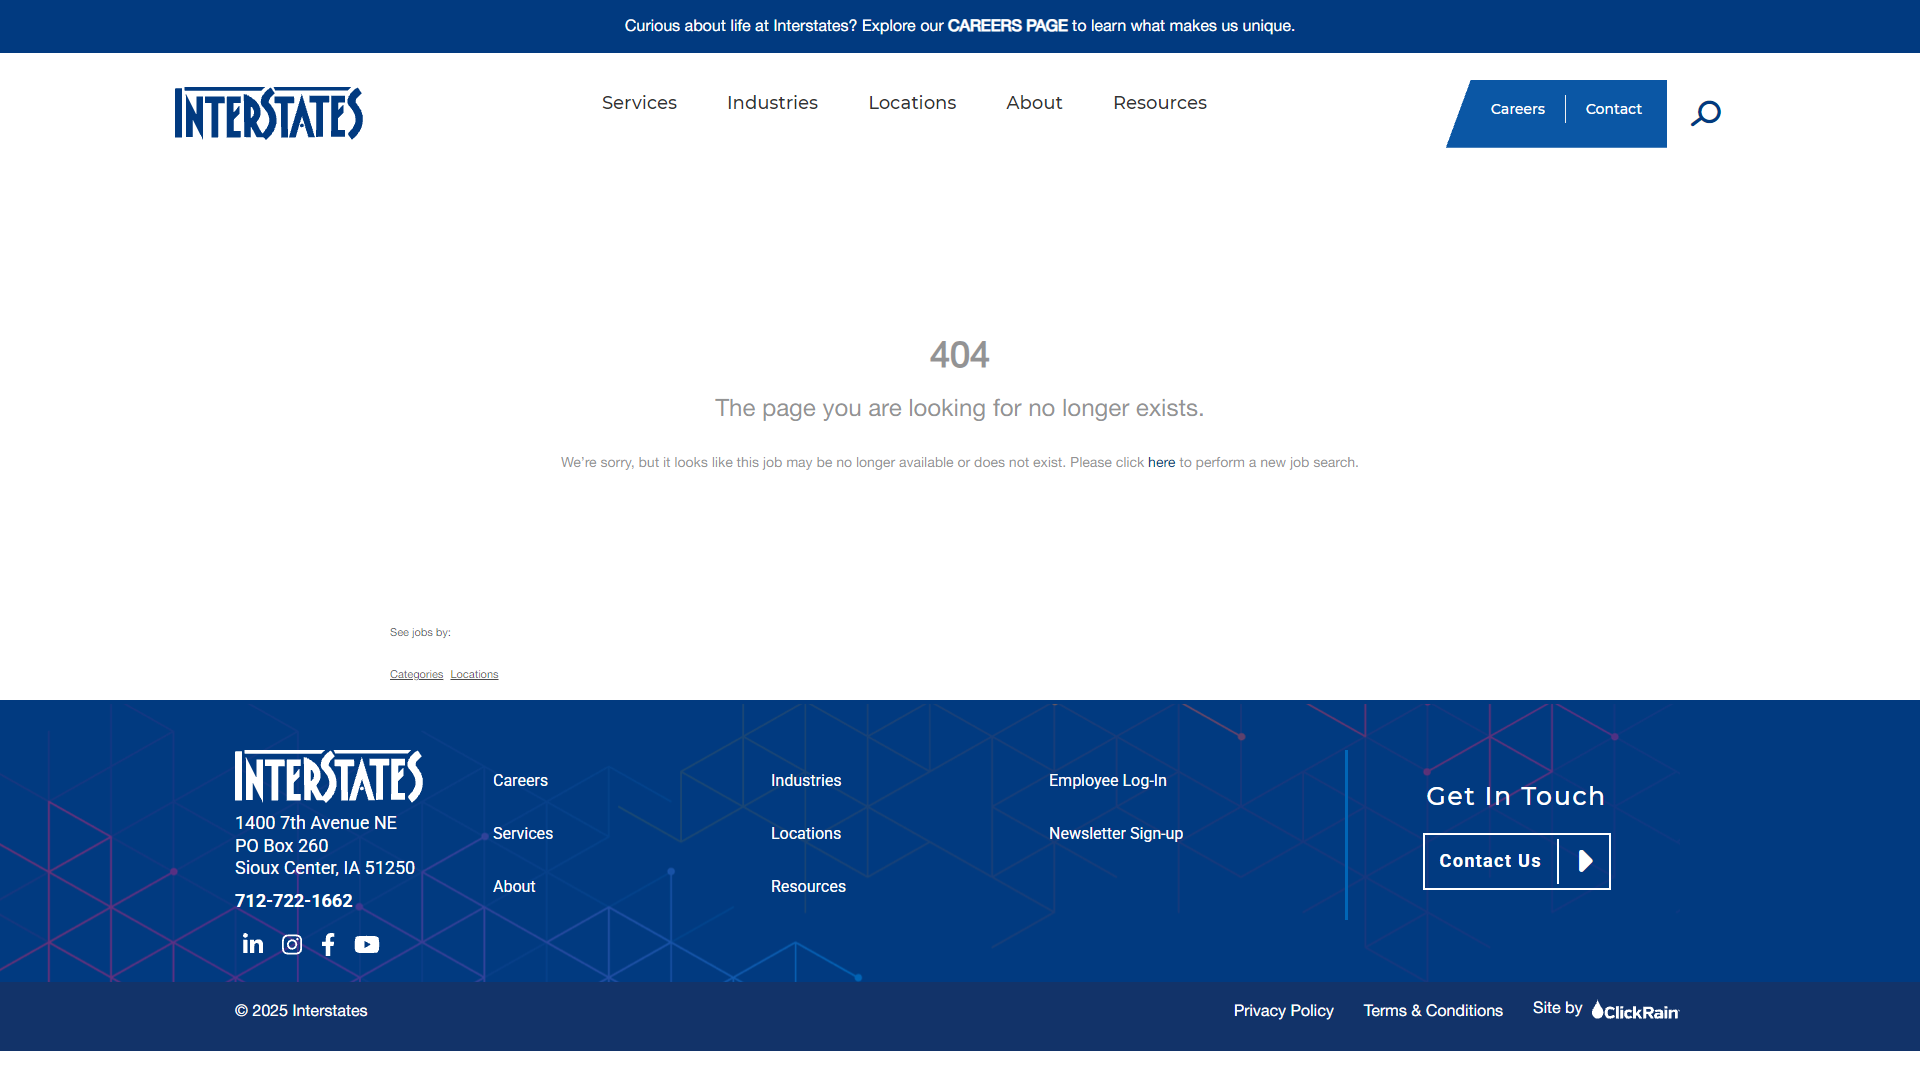 Curious about life at Interstates? Explore our CAREERS PAGE to learn what makes us unique.
INTERSTATES
Services Industries Locations About Resources
Careers Contact
404
The page you are looking for no longer exists.
We're sorry, but it looks like this job may be no longer available or does not exist. Please click here to perform a new job search.
See jobs by:
Categories Locations
INTERSTATES
1400 7th Avenue NE
PO Box 260
Sioux Center, IA 51250
712-722-1662
Careers
Services
About
Industries
Locations
Resources
Employee Log-In
Newsletter Sign-up
Get In Touch
Contact Us
© 2025 Interstates
Privacy Policy Terms & Conditions Site by ClickRain